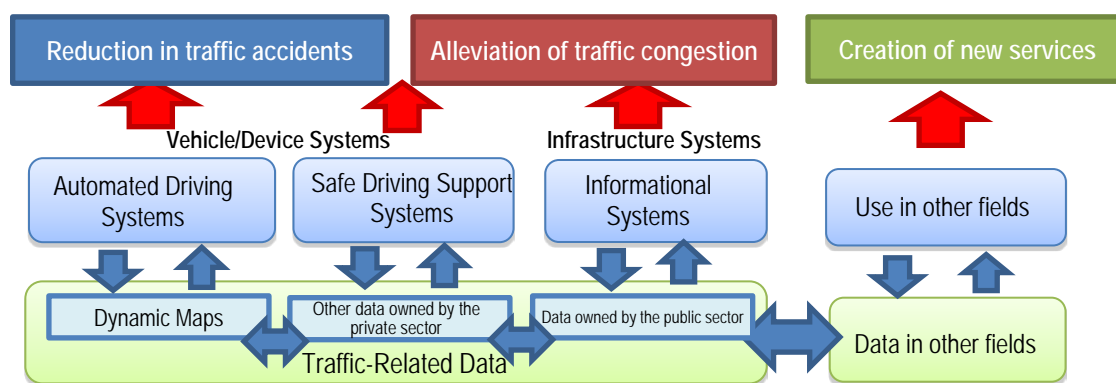 Reduction in traffic accidents
Alleviation of traffic congestion
Creation of new services
Vehicle/Device Systems
Infrastructure Systems
Automated Driving
Systems
Safe Driving Support
Systems
Informational
Systems
Use in other fields
Dynamic Maps
Other data owned by the
private sector
Data owned by the public sector
Traffic-Related Data
Data in other fields